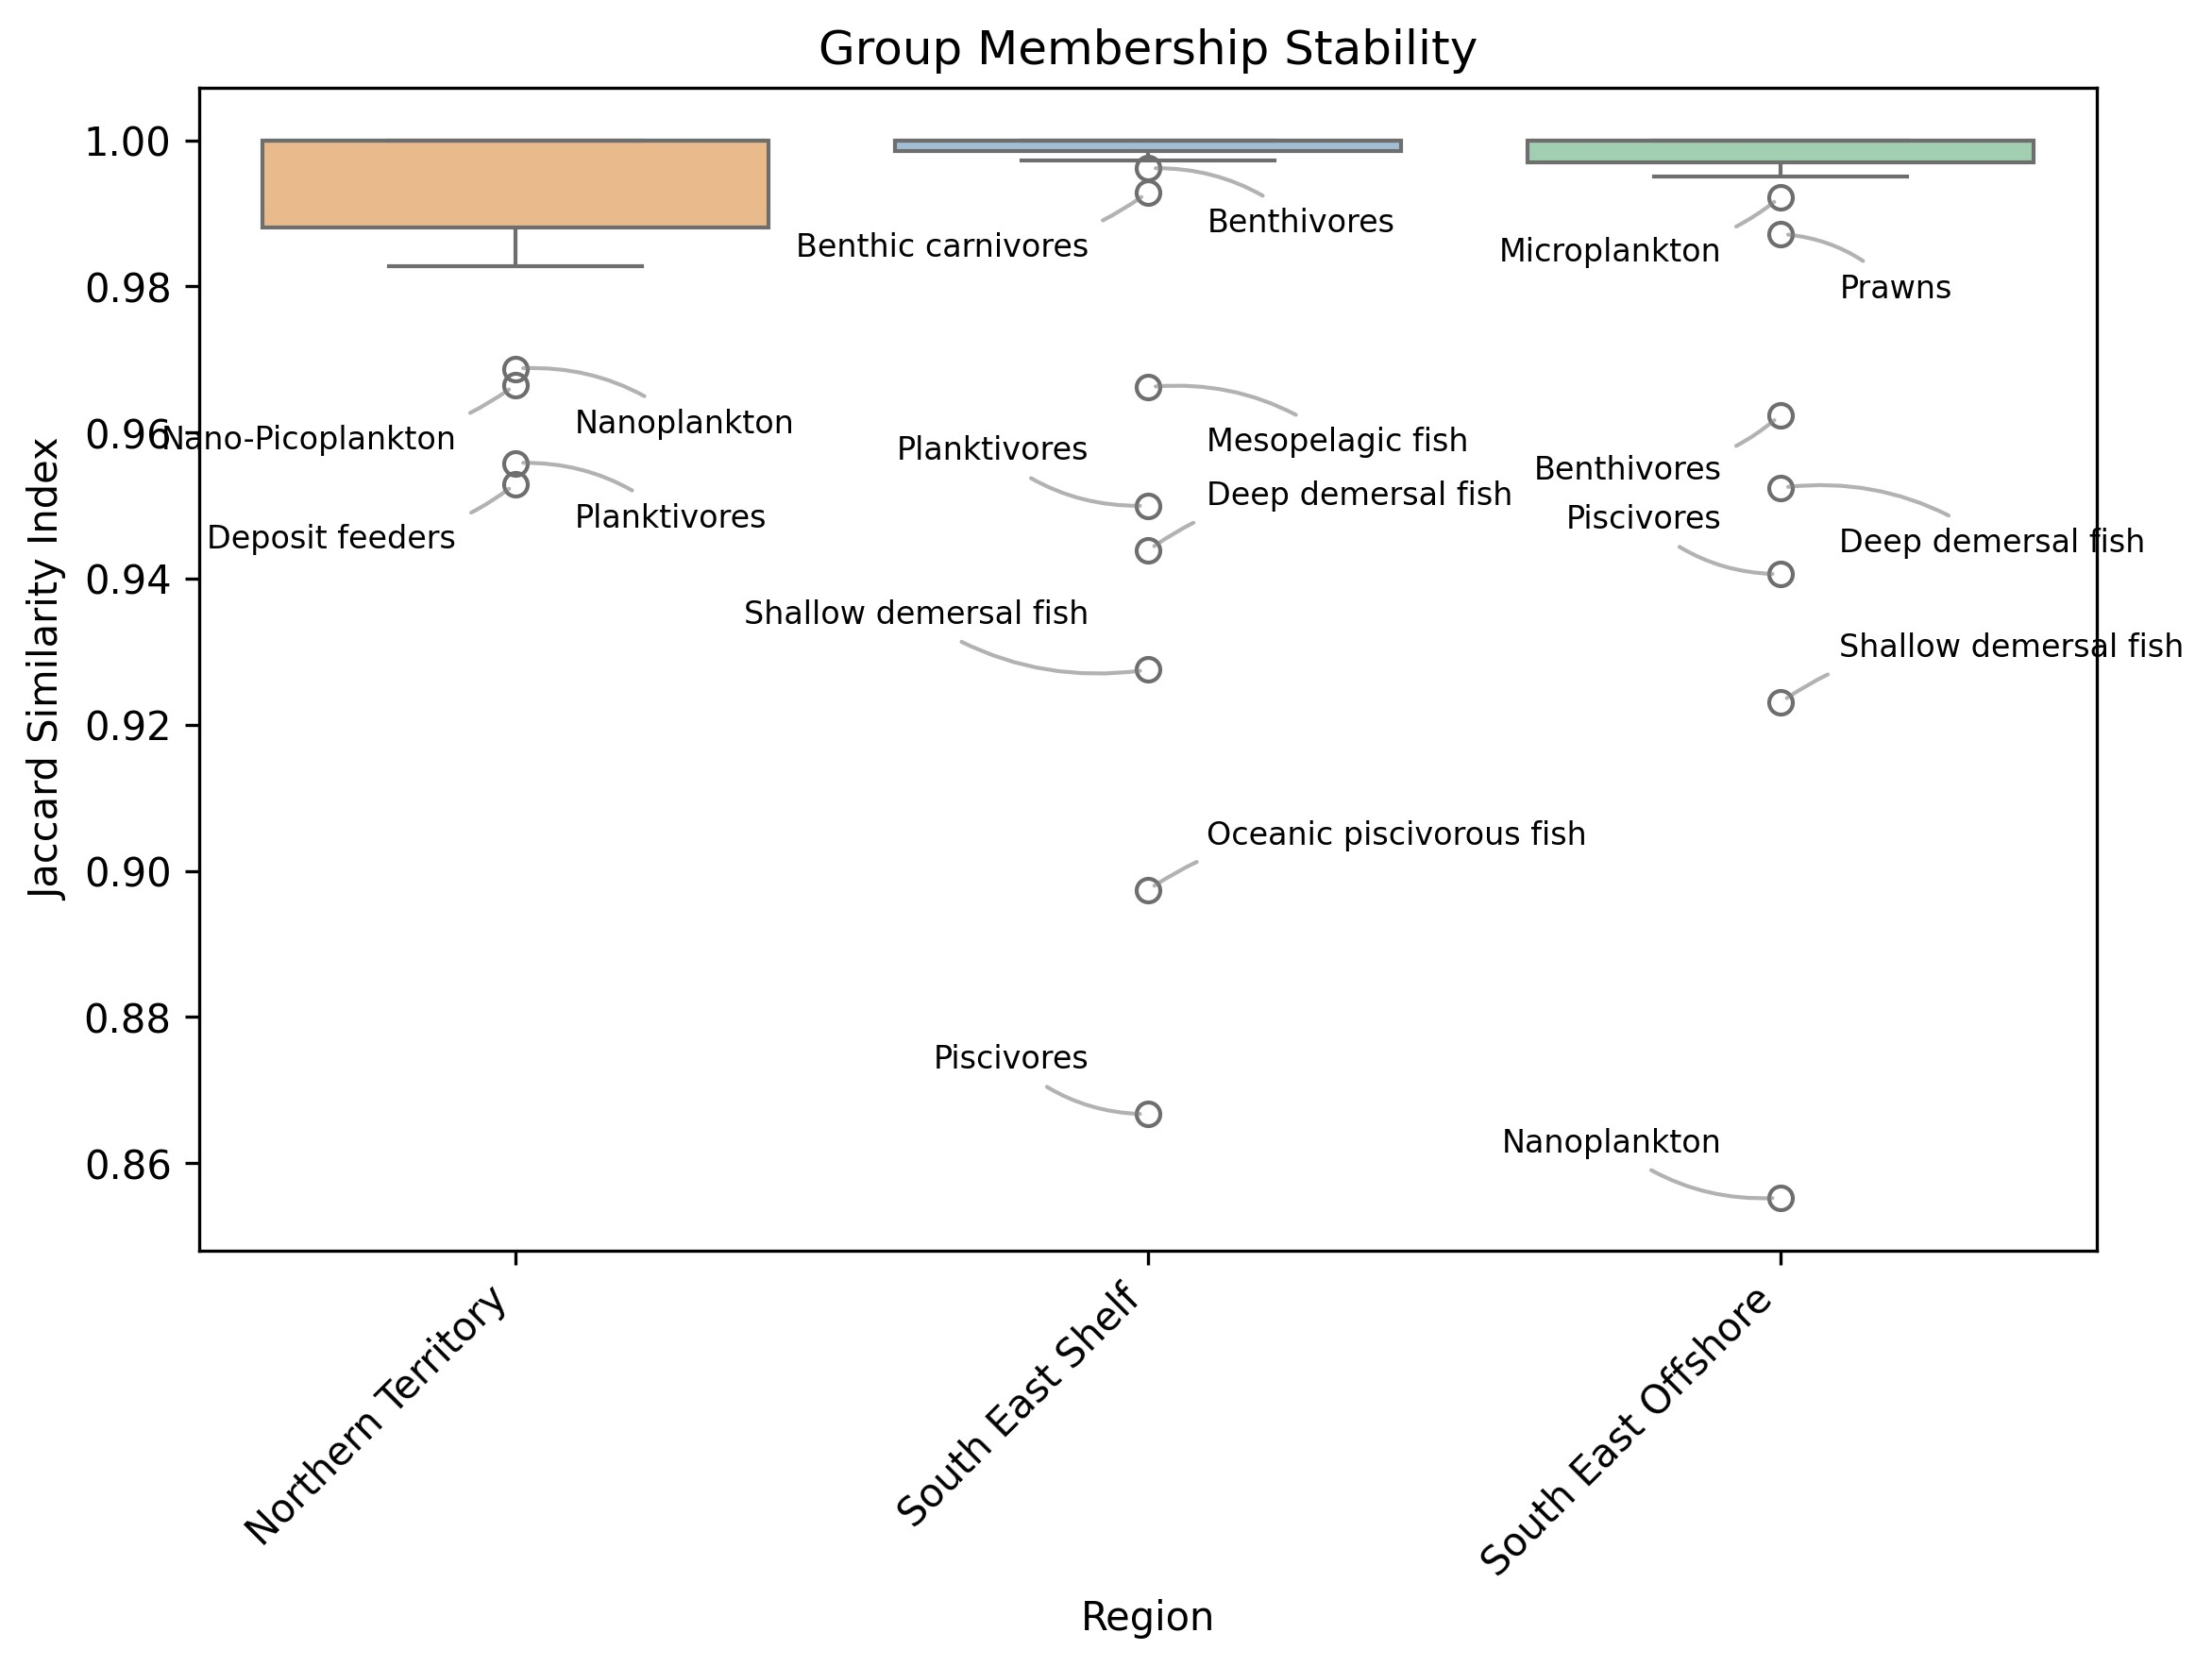 Group Membership Stability
Jaccard Similarity Index
1.00
0.98
0.96
0.94
0.92
0.90
0.88
0.86
Nanoplankton
Nano-Picoplankton
Planktivores
Deposit feeders
Benthivores
Benthic carnivores
Mesopelagic fish
Planktivores
Deep demersal fish
Shallow demersal fish
Oceanic piscivorous fish
Piscivores
Microplankton
Prawns
Benthivores
Deep demersal fish
Piscivores
Shallow demersal fish
Nanoplankton
Northern Territory
South East Shelf
South East Offshore
Region